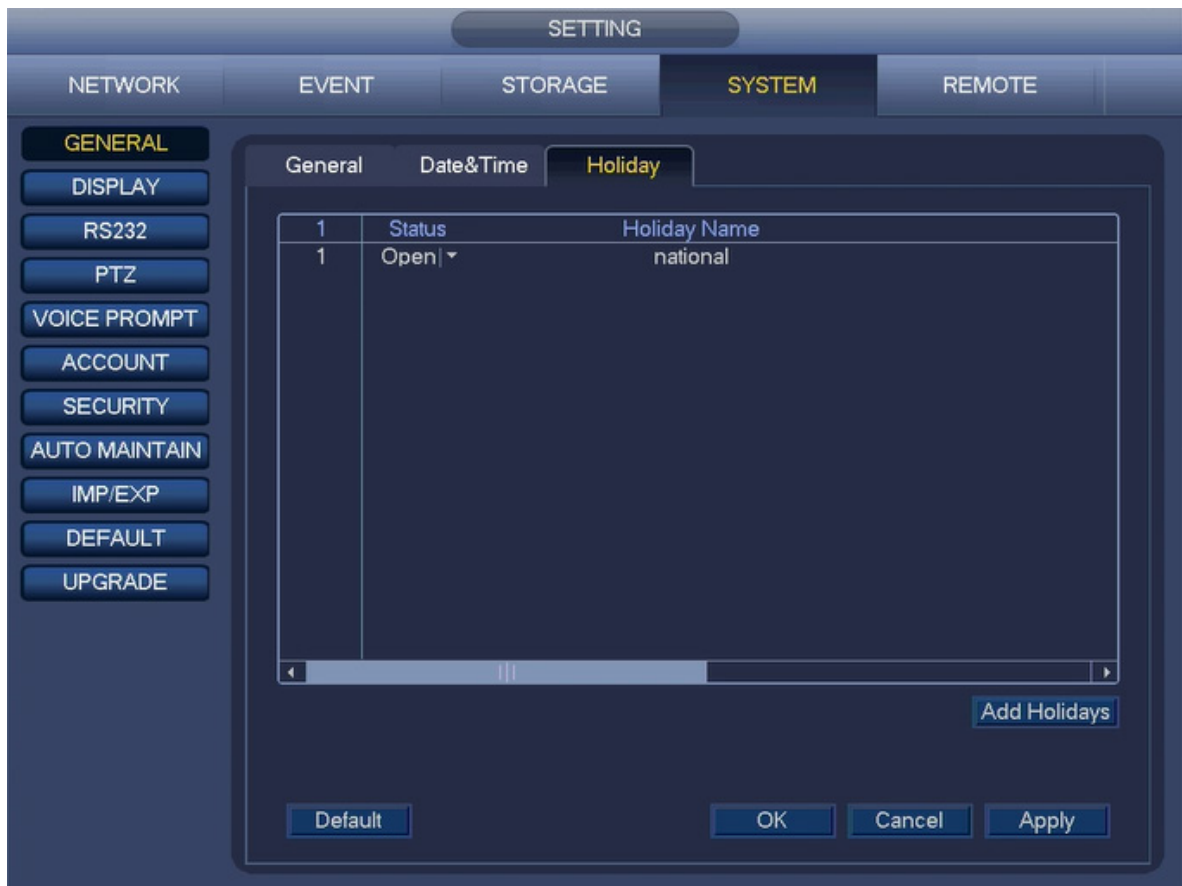 SETTING
NETWORK EVENT STORAGE SYSTEM REMOTE
GENERAL
DISPLAY
RS232
PTZ
VOICE PROMPT
ACCOUNT
SECURITY
AUTO MAINTAIN
IMP/EXP
DEFAULT
UPGRADE
General Date&Time Holiday
1 Status Holiday Name
1 Open national
Add Holidays
Default OK Cancel Apply